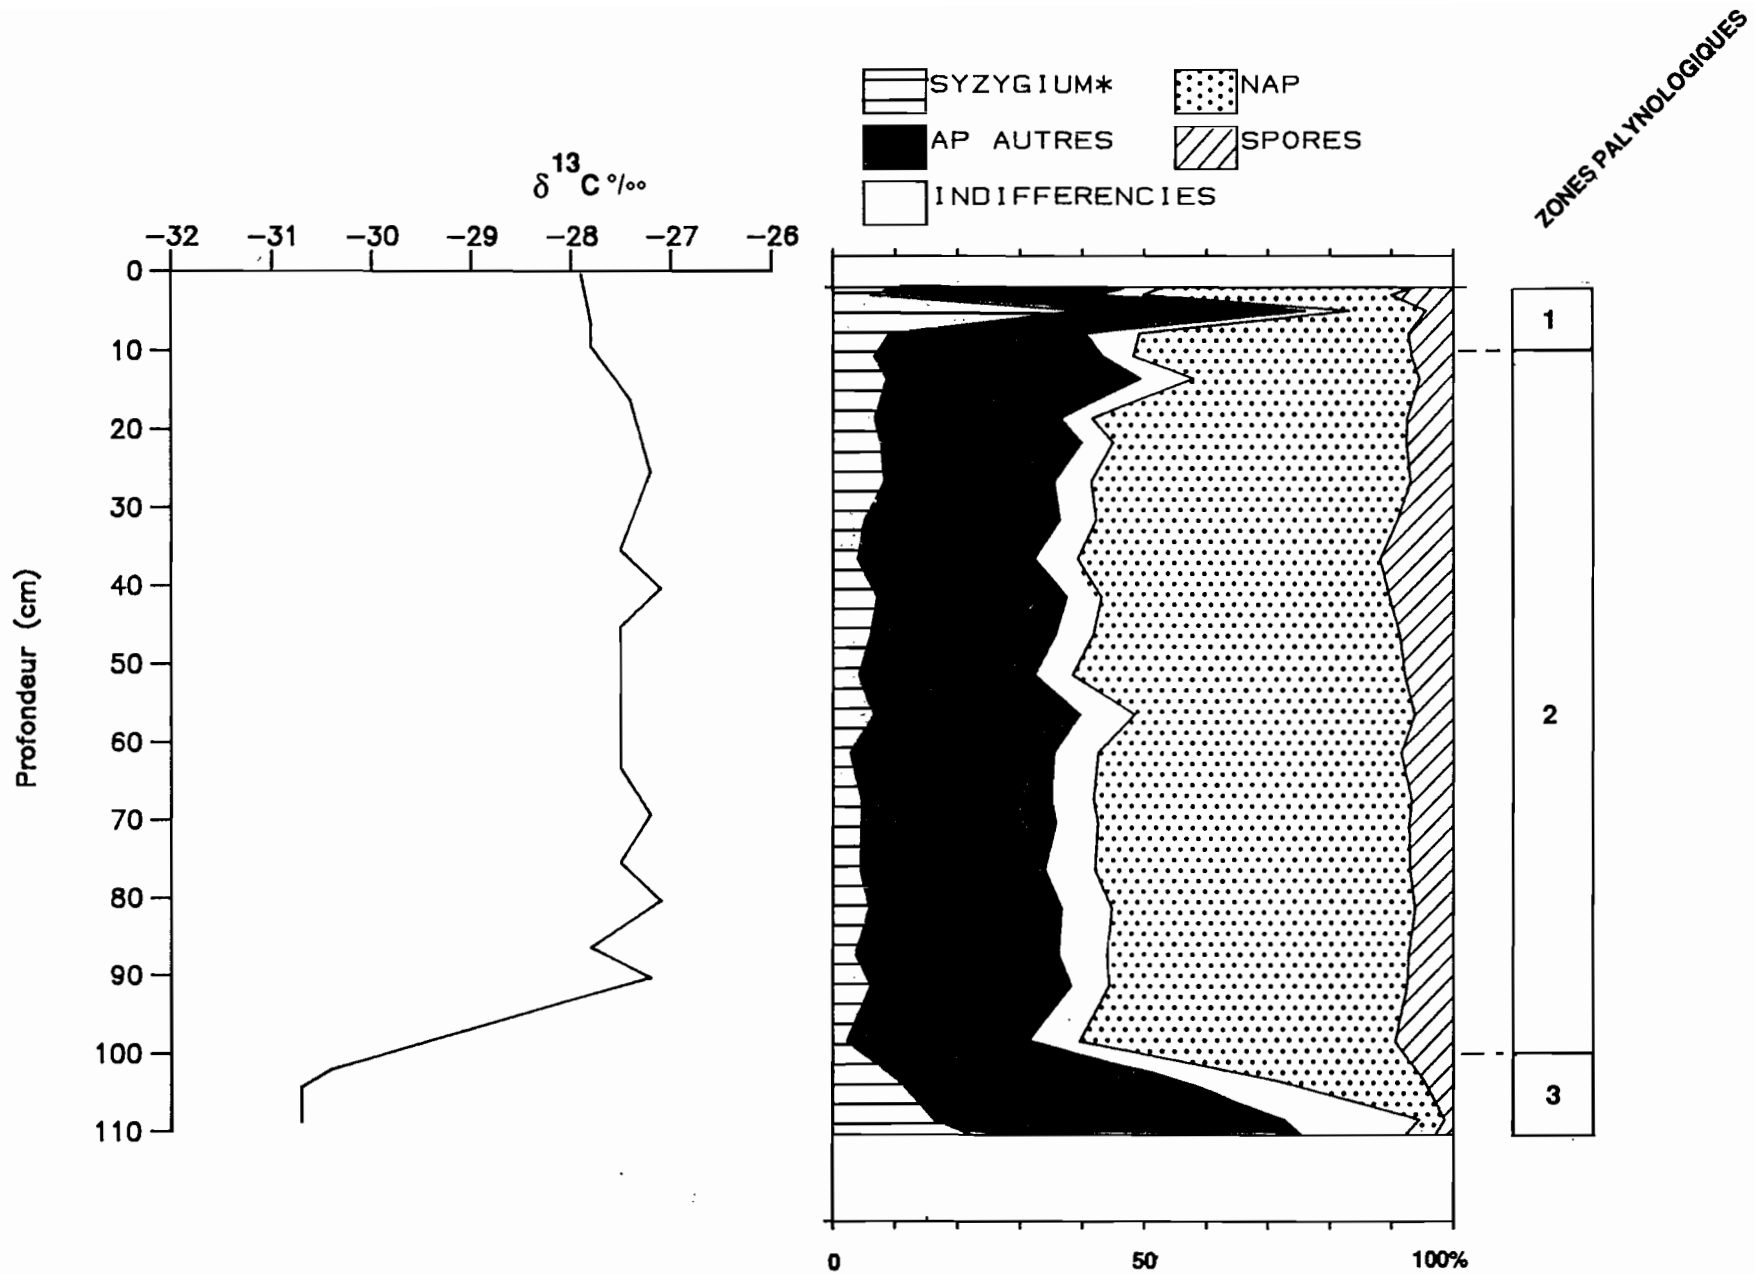 ZONES PALYNOLOGIQUES
SYZYGIUM*
NAP
AP AUTRES
SPORES
INDIFFERENCIES
δ ¹³C °/∞
-32 -31 -30 -29 -28 -27 -26
0
10
20
30
40
50
60
70
80
90
100
110
Profondeur (cm)
1
2
3
0 50 100%